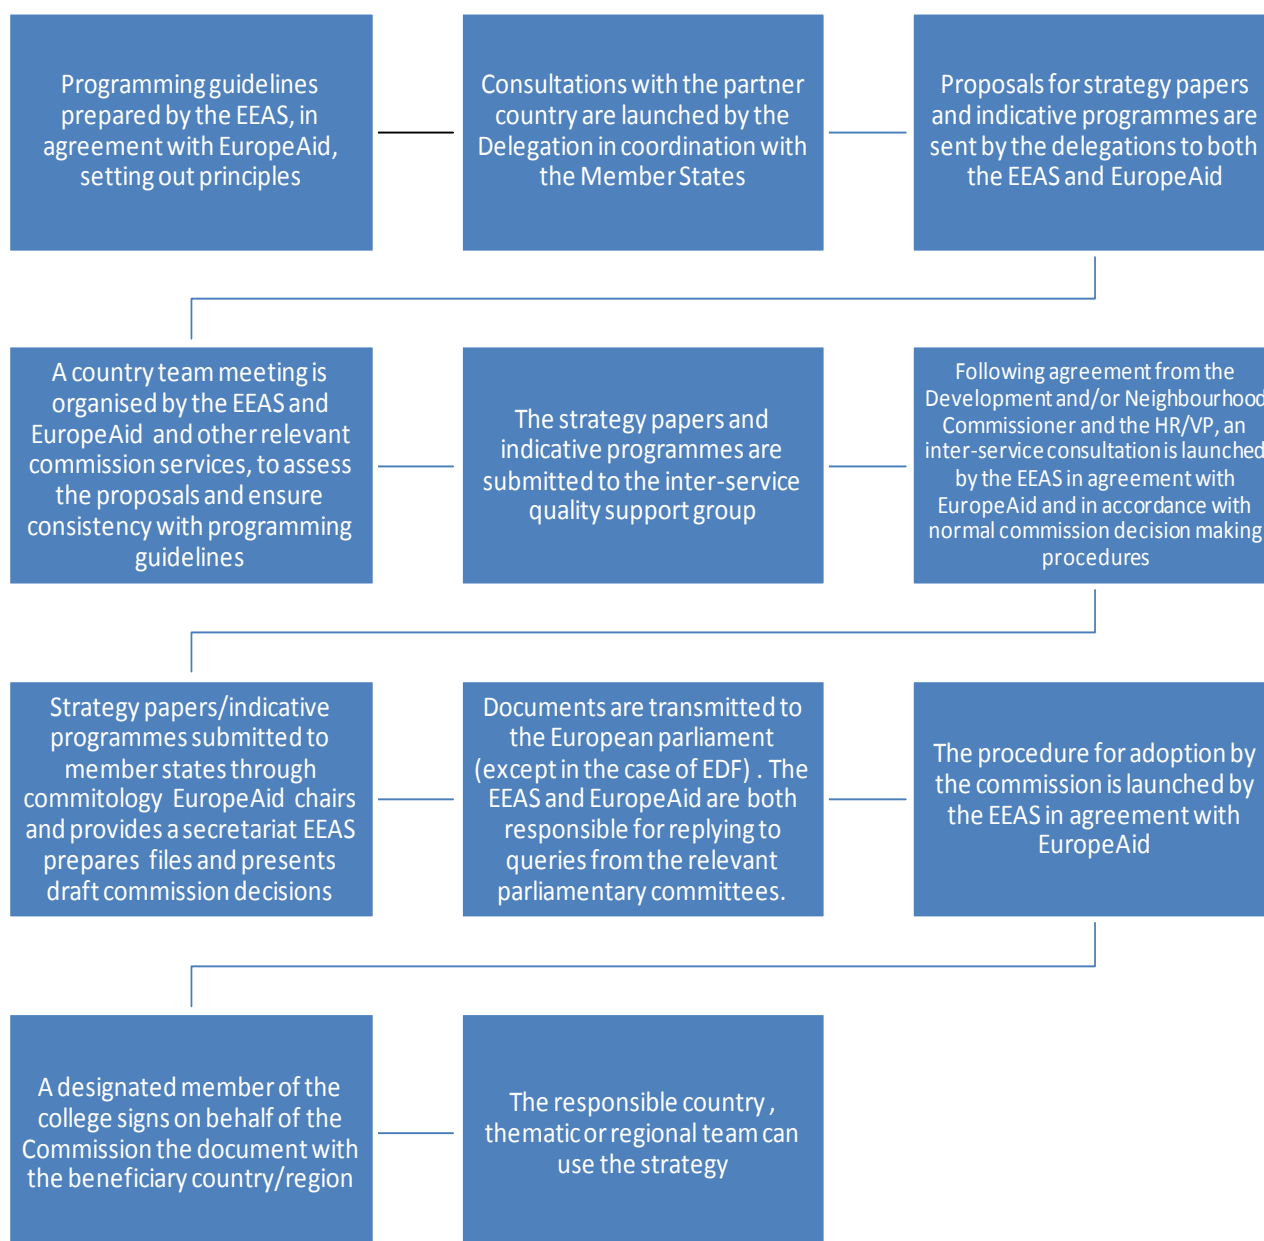 Programming guidelines
prepared by the EEAS, in
agreement with EuropeAid,
setting out principles
Consultations with the partner
country are launched by the
Delegation in coordination with
the Member States
Proposals for strategy papers
and indicative programmes are
sent by the delegations to both
the EEAS and EuropeAid
A country team meeting is
organised by the EEAS and
EuropeAid and other relevant
commission services, to assess
the proposals and ensure
consistency with programming
guidelines
The strategy papers and
indicative programmes are
submitted to the inter-service
quality support group
Following agreement from the
Development and/or Neighbourhood
Commissioner and the HR/VP, an
inter-service consultation is launched
by the EEAS in agreement with
EuropeAid and in accordance with
normal commission decision making
procedures
Strategy papers/indicative
programmes submitted to
member states through
commitology EuropeAid chairs
and provides a secretariat EEAS
prepares files and presents
draft commission decisions
Documents are transmitted to
the European parliament
(except in the case of EDF) . The
EEAS and EuropeAid are both
responsible for replying to
queries from the relevant
parliamentary committees.
The procedure for adoption by
the commission is launched by
the EEAS in agreement with
EuropeAid
A designated member of the
college signs on behalf of the
Commission the document with
the beneficiary country/region
The responsible country ,
thematic or regional team can
use the strategy